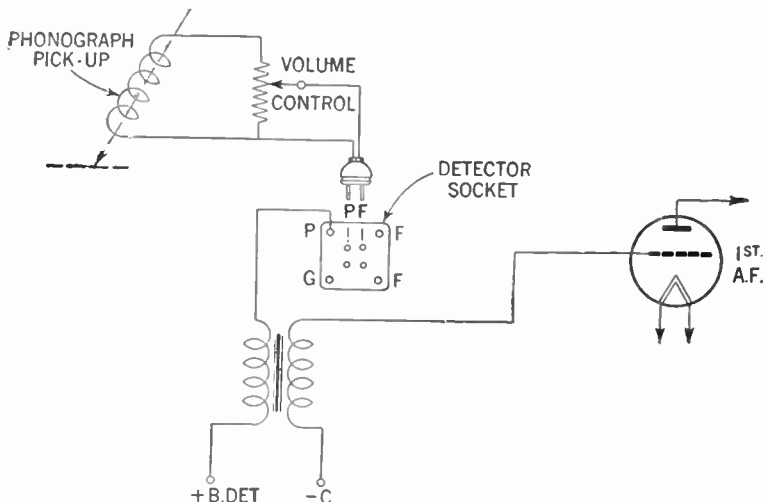 PHONOGRAPH
PICK-UP
VOLUME
CONTROL
DETECTOR
SOCKET
P F
P F
G F
1ST.
A.F.
+B.DET -C